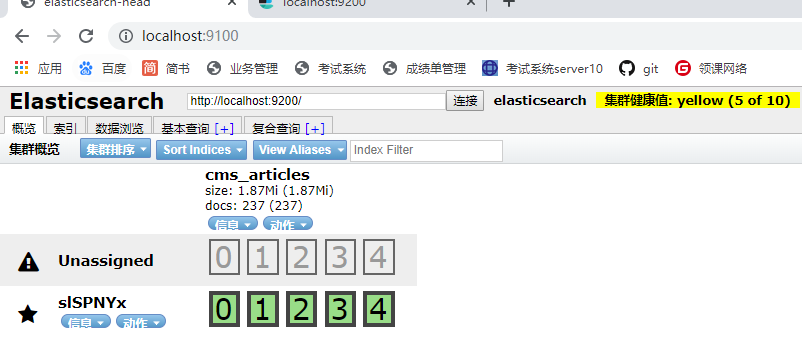 elasticsearch-head
localhost:9200
localhost:9100
应用 百度 简 简书 业务管理 考试系统 成绩单管理 考试系统server10 git 领课网络
Elasticsearch http://localhost:9200/ 连接 elasticsearch 集群健康值: yellow (5 of 10)
概览 索引 数据浏览 基本查询 [+] 复合查询 [+]
集群概览 集群排序 Sort Indices View Aliases Index Filter
cms_articles
size: 1.87Mi (1.87Mi)
docs: 237 (237)
信息 动作
Unassigned 0 1 2 3 4
slSPNYx 0 1 2 3 4
信息 动作